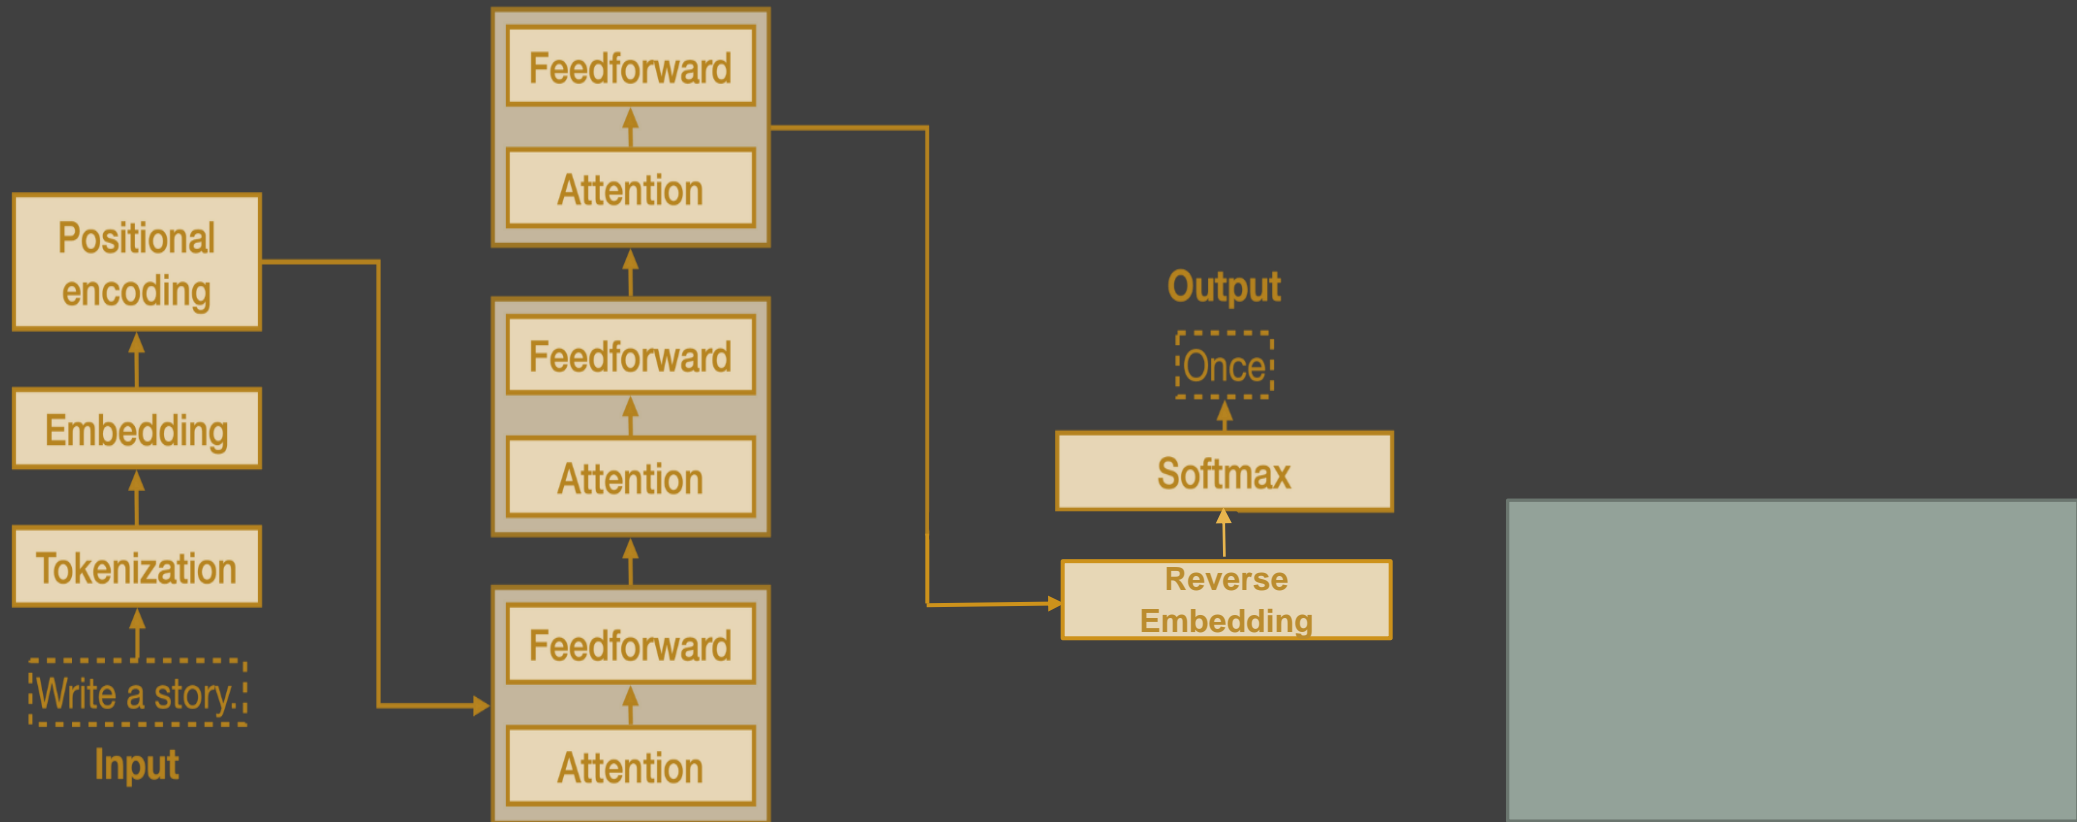 Positional
encoding
Embedding
Tokenization
Write a story.
Input
Feedforward
Attention
Feedforward
Attention
Feedforward
Attention
Output
Once
Softmax
Reverse
Embedding